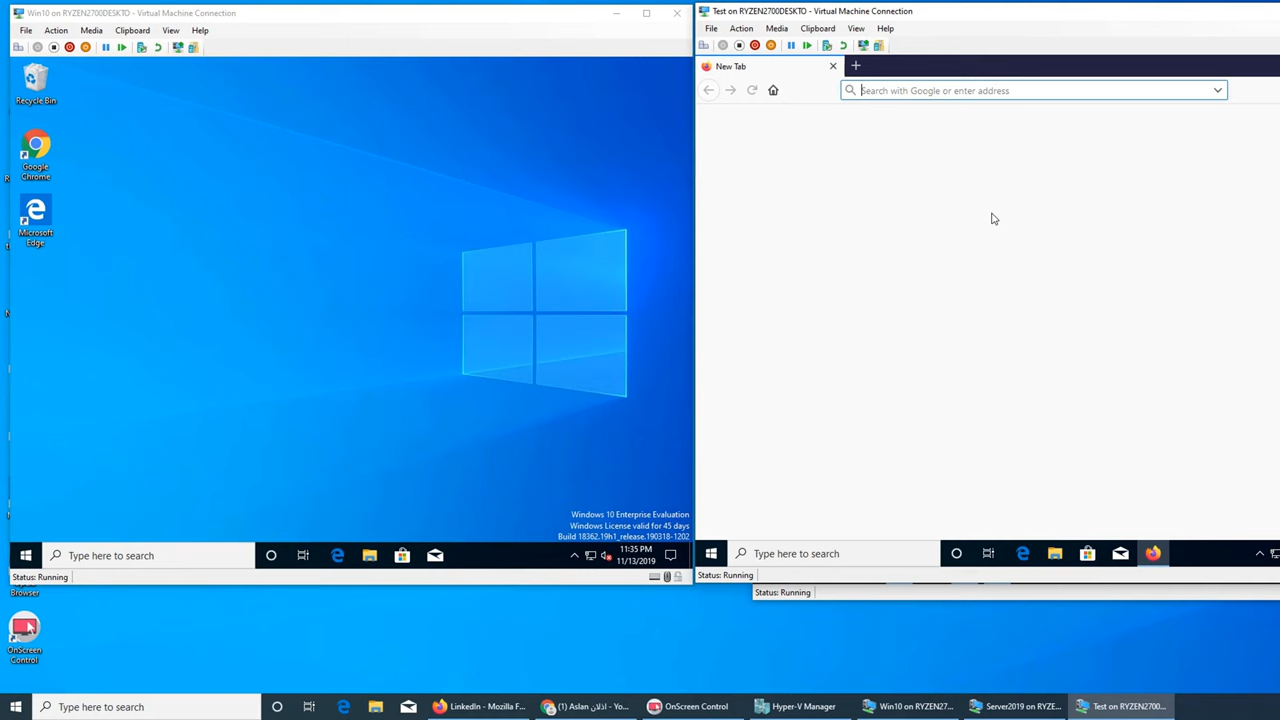 Win10 on RYZEN2700DESKTO - Virtual Machine Connection
File Action Media Clipboard View Help
Recycle Bin
Google
Chrome
Microsoft
Edge
Windows 10 Enterprise Evaluation
Windows License valid for 45 days
Build 18362.19h1_release.190318-1202
Type here to search
11:35 PM
11/13/2019
Status: Running
Test on RYZEN2700DESKTO - Virtual Machine Connection
File Action Media Clipboard View Help
New Tab
Search with Google or enter address
Type here to search
Status: Running
Status: Running
Browser
OnScreen
Control
Type here to search
LinkedIn - Mozilla F...
(1) Aslan اذلان - Yo...
OnScreen Control
Hyper-V Manager
Win10 on RYZEN27...
Server2019 on RYZE...
Test on RYZEN2700...